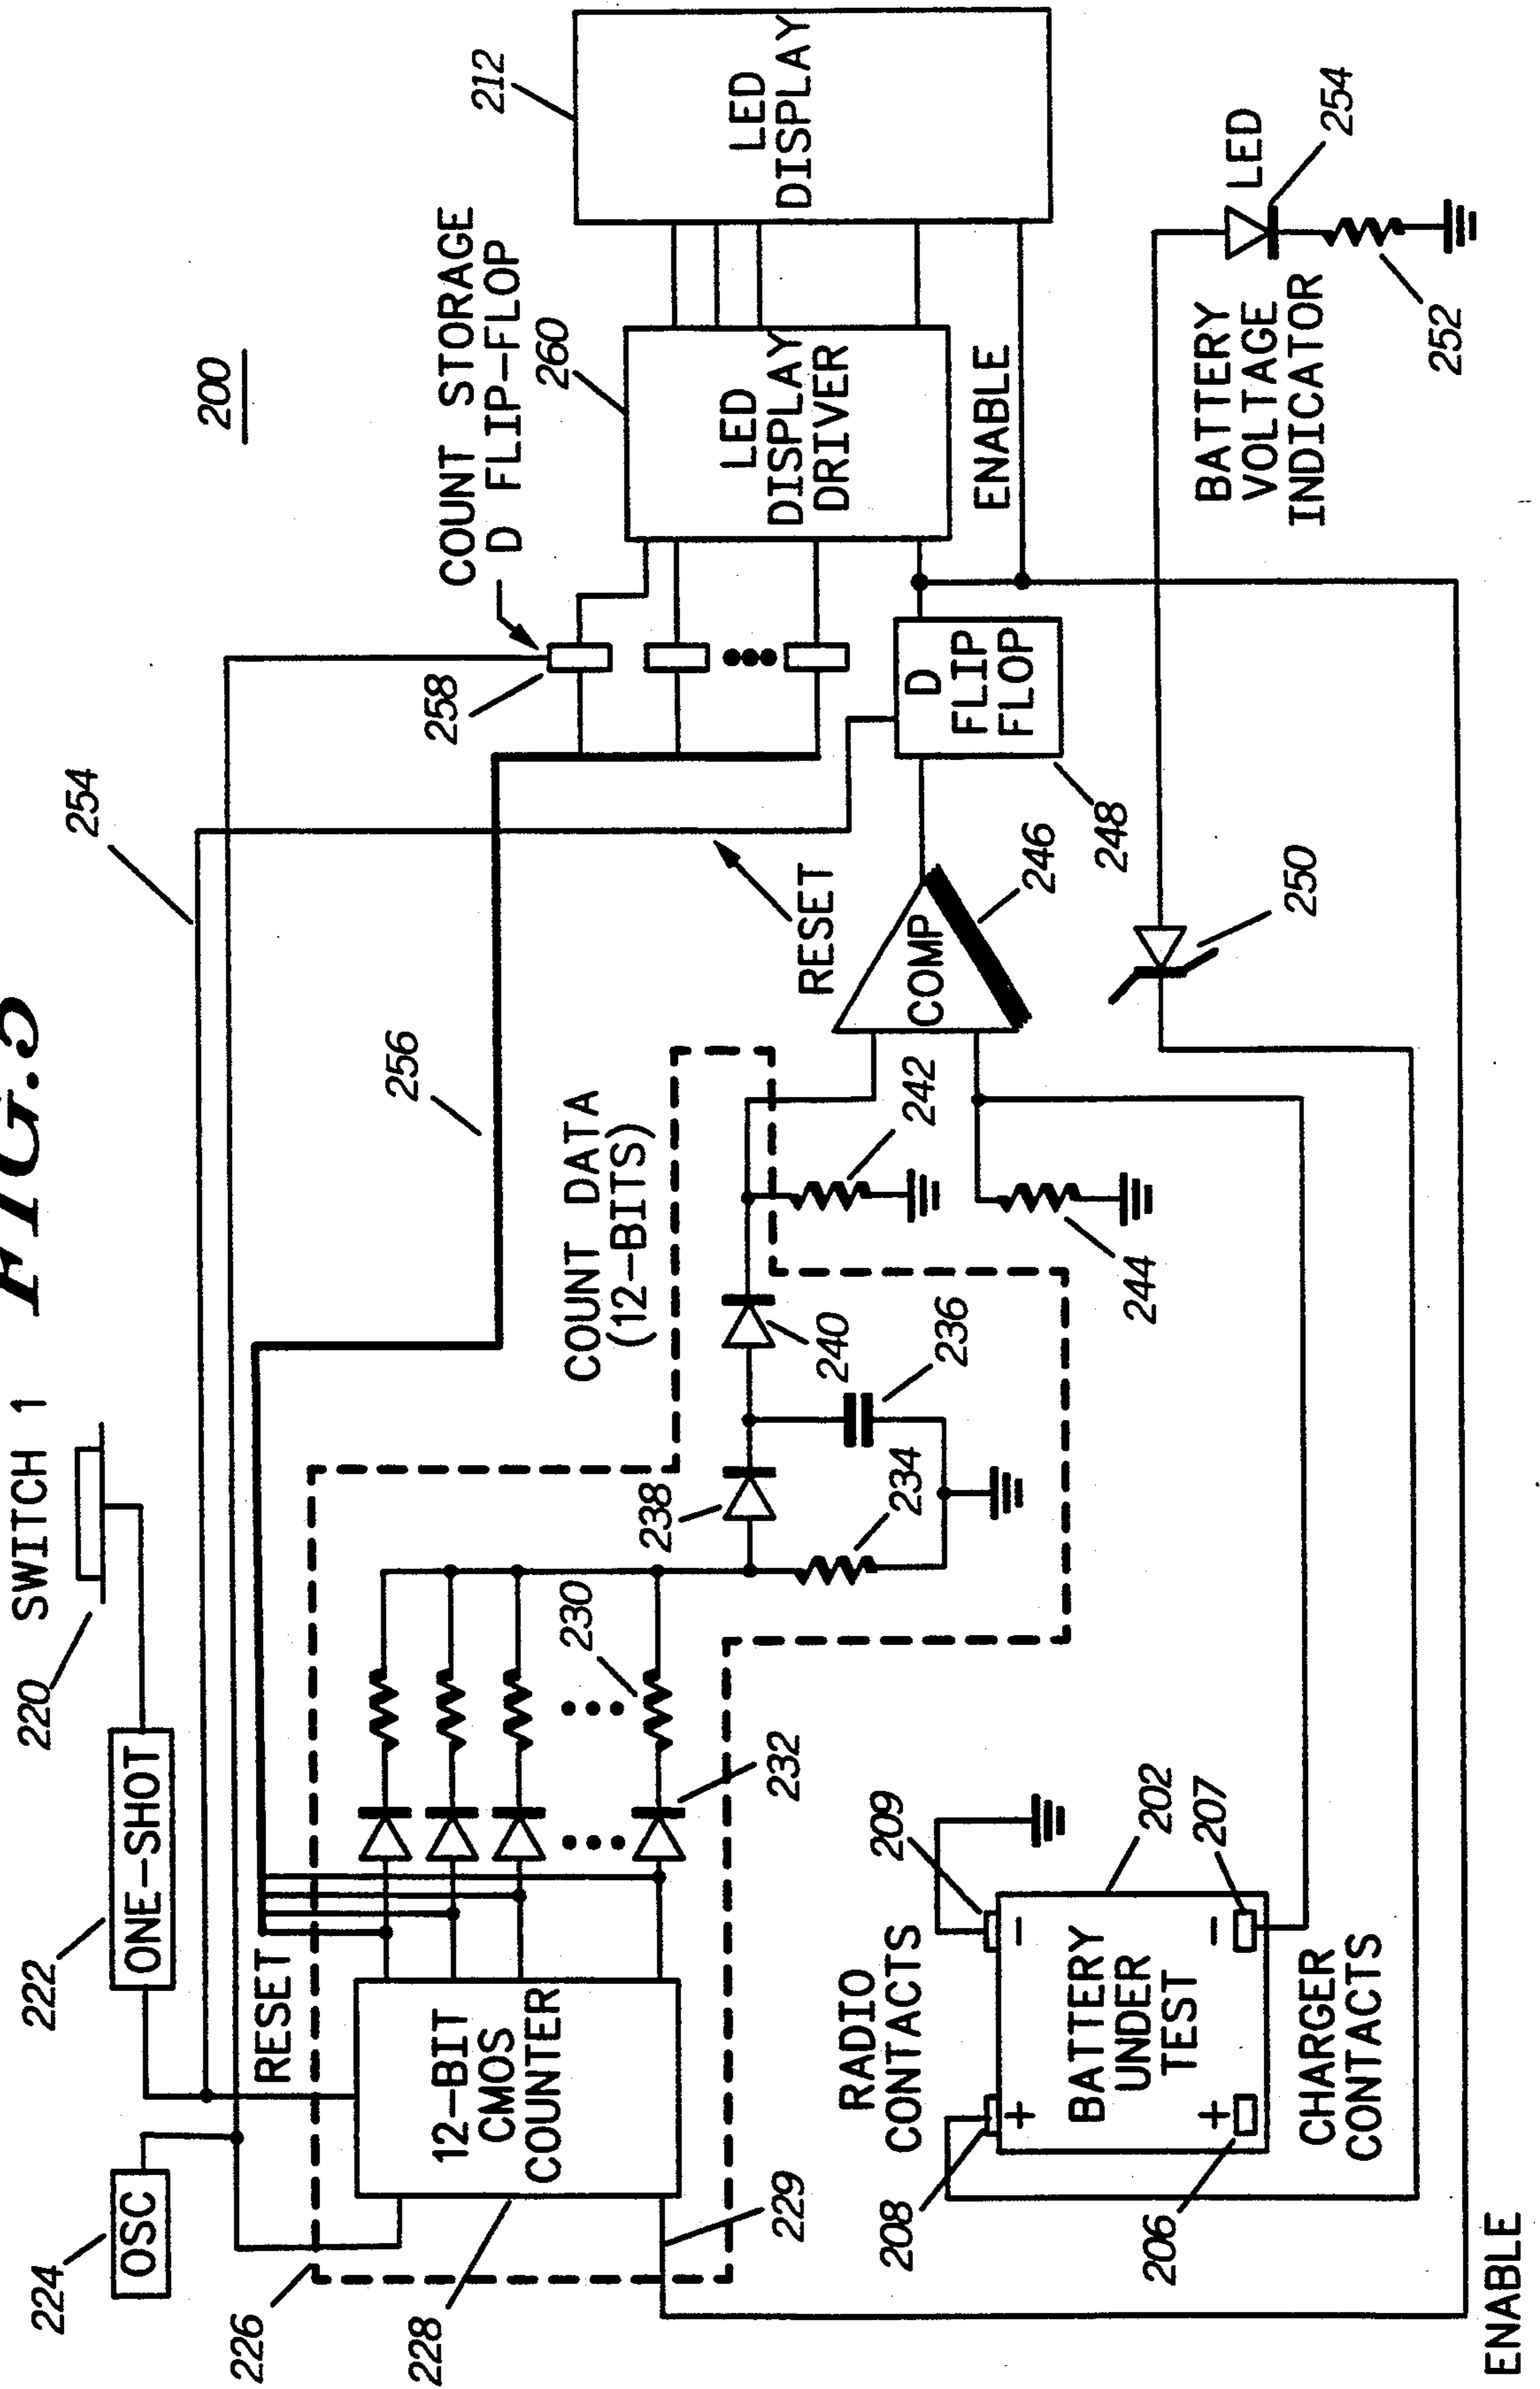 FIG.5
200
SWITCH 1
220
222
ONE-SHOT
224
OSC
254
RESET
226
12-BIT
CMOS
COUNTER
228
229
230
232
234
238
236
240
COUNT DATA
(12-BITS)
256
242
244
RESET
COMP
246
D
FLIP
FLOP
248
258
COUNT STORAGE
D FLIP-FLOP
260
LED
DISPLAY
DRIVER
ENABLE
212
LED
DISPLAY
RADIO
CONTACTS
208
209
+
−
BATTERY
UNDER
TEST
202
+
−
206
207
CHARGER
CONTACTS
250
BATTERY
VOLTAGE
INDICATOR
LED
254
252
ENABLE